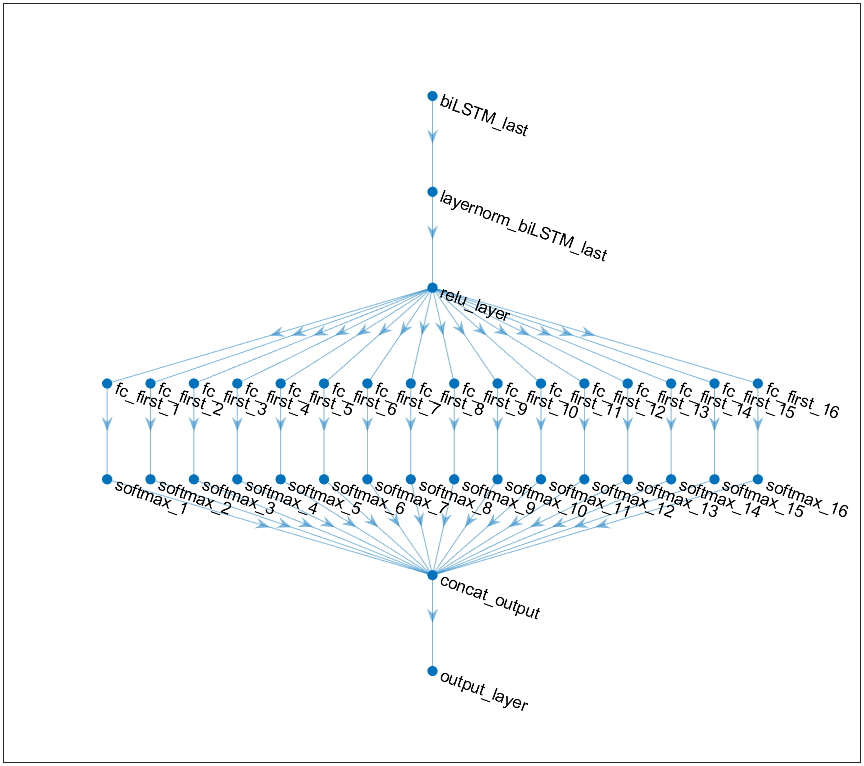 biLSTM_last
layernorm_biLSTM_last
relu_layer
fc_first_1
fc_first_2
fc_first_3
fc_first_4
fc_first_5
fc_first_6
fc_first_7
fc_first_8
fc_first_9
fc_first_10
fc_first_11
fc_first_12
fc_first_13
fc_first_14
fc_first_15
fc_first_16
softmax_1
softmax_2
softmax_3
softmax_4
softmax_5
softmax_6
softmax_7
softmax_8
softmax_9
softmax_10
softmax_11
softmax_12
softmax_13
softmax_14
softmax_15
softmax_16
concat_output
output_layer